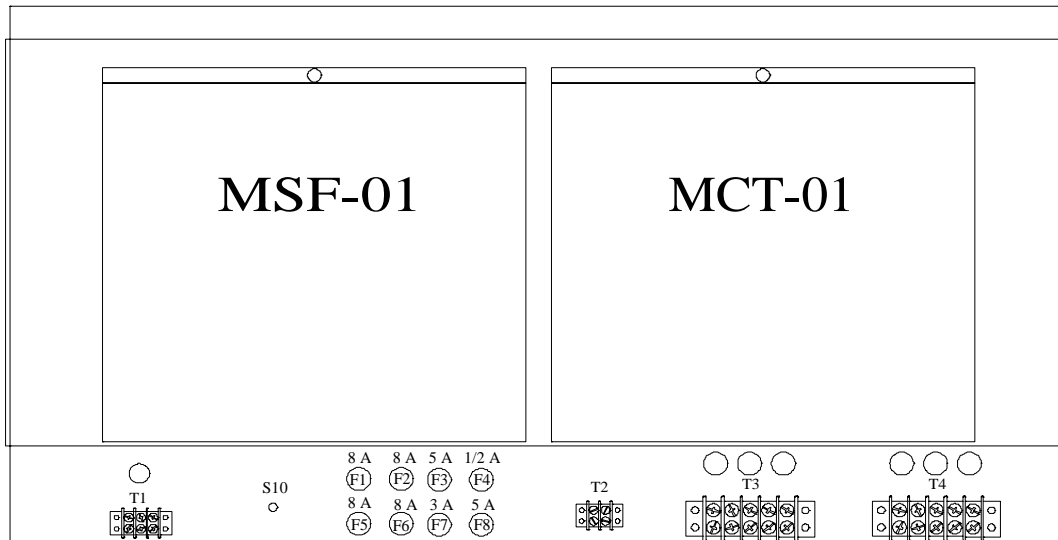 MSF-01
MCT-01
8 A 8 A 5 A 1/2 A
F1 F2 F3 F4
T1
S10
8 A 8 A 3 A 5 A
F5 F6 F7 F8
T2
T3
T4